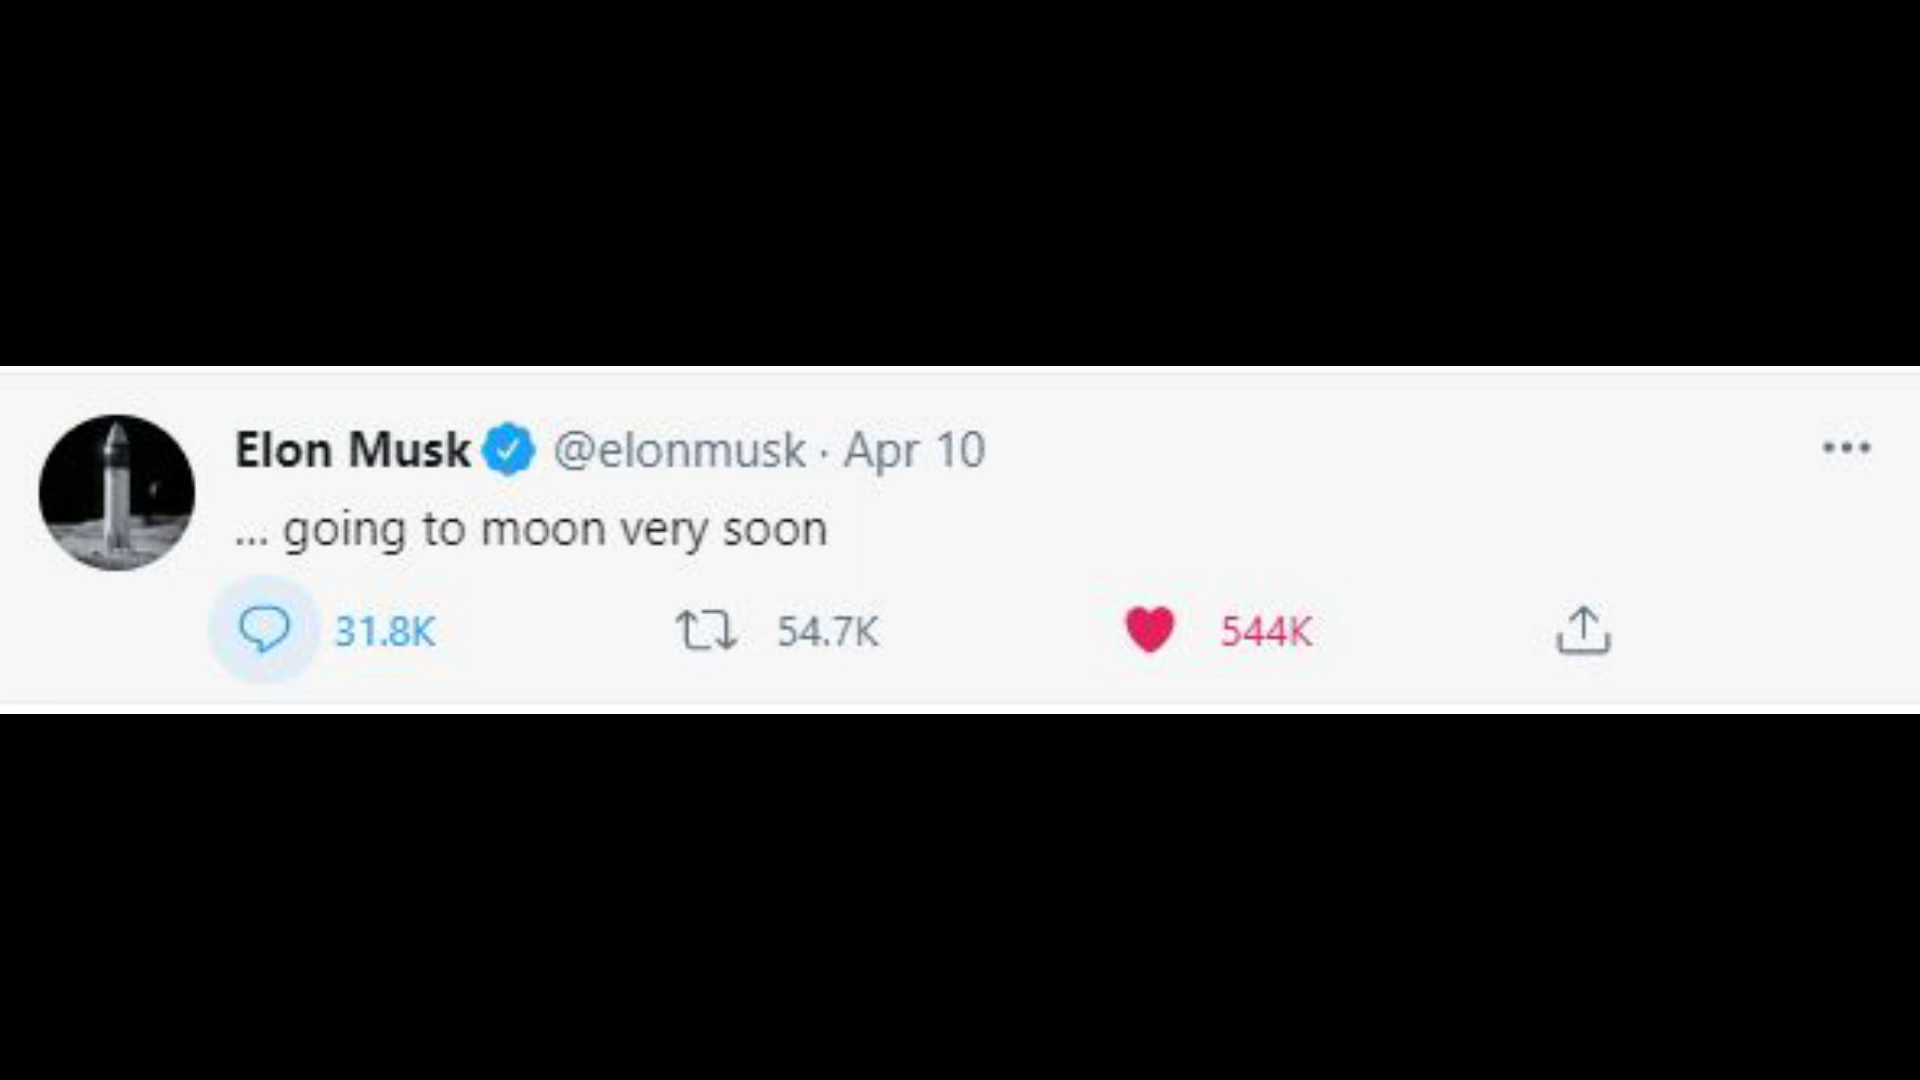 Elon Musk @elonmusk · Apr 10
... going to moon very soon
31.8K 54.7K 544K